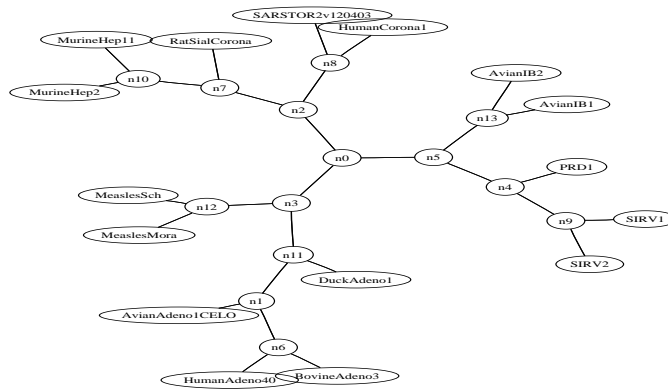 SARSTOR2v120403
HumanCorona1
MurineHep11
RatSialCorona
n8
AvianIB2
n10
n7
MurineHep2
AvianIB1
n2
n13
n0
n5
PRD1
n4
MeaslesSch
n3
n12
SIRV1
n9
MeaslesMora
n11
SIRV2
DuckAdeno1
n1
AvianAdeno1CELO
n6
HumanAdeno40
BovineAdeno3